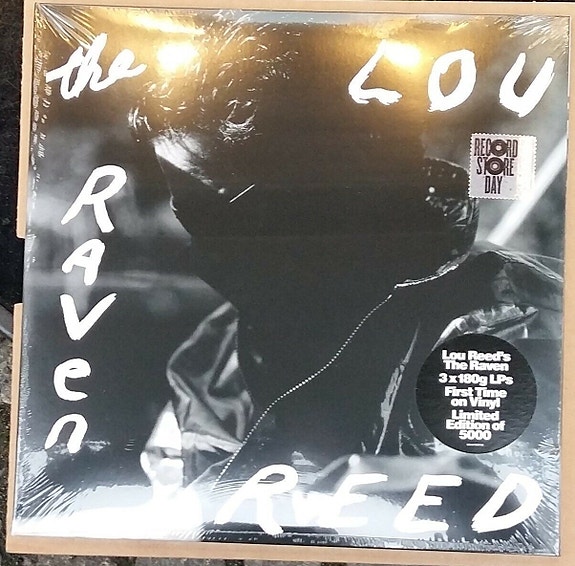 the
Raven
LOU
REED
RECORD
STORE
DAY
Lou Reed's
The Raven
3 x 180g LPs
First Time
on Vinyl
Limited
Edition of
5000